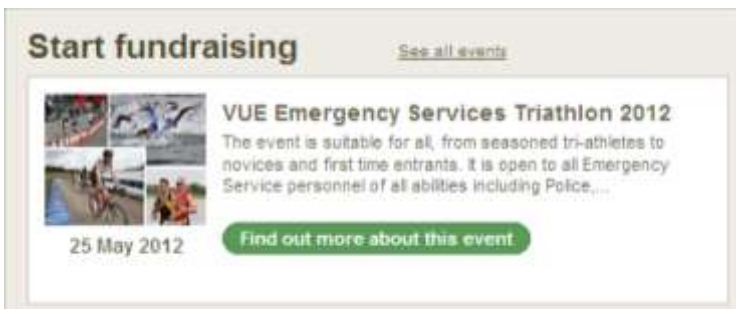 Start fundraising
See all events
VUE Emergency Services Triathlon 2012
The event is suitable for all, from seasoned tri-athletes to
novices and first time entrants. It is open to all Emergency
Service personnel of all abilities including Police,...
25 May 2012
Find out more about this event